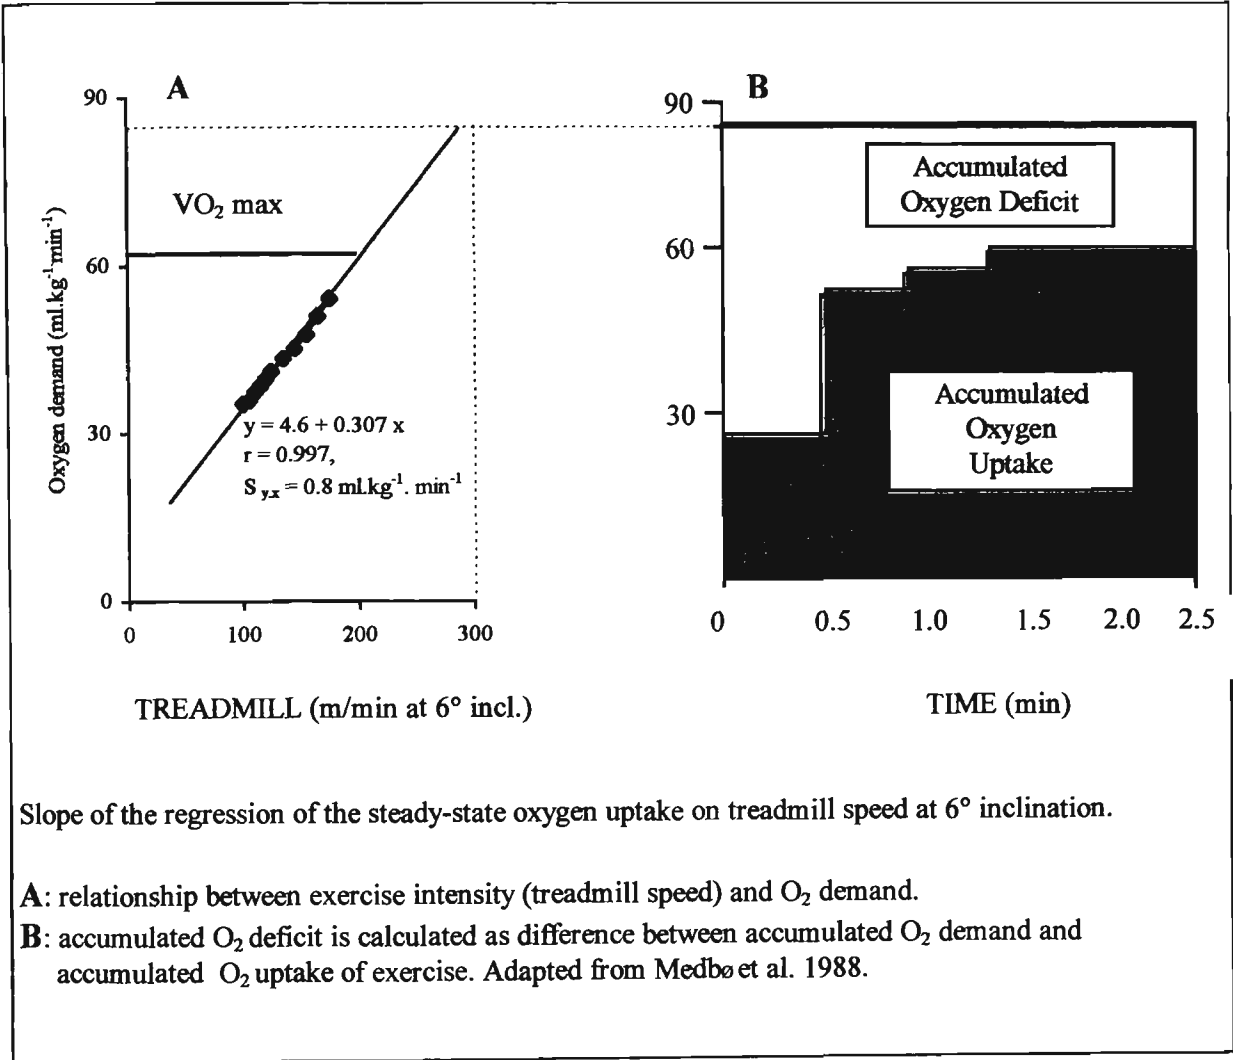 A
90
VO₂ max
60
30
0
Oxygen demand (ml.kg⁻¹min⁻¹)
y = 4.6 + 0.307 x
r = 0.997,
S y.x = 0.8 ml.kg⁻¹. min⁻¹
0 100 200 300
TREADMILL (m/min at 6° incl.)
B
90
60
30
Accumulated
Oxygen Deficit
Accumulated
Oxygen
Uptake
0 0.5 1.0 1.5 2.0 2.5
TIME (min)
Slope of the regression of the steady-state oxygen uptake on treadmill speed at 6° inclination.
A: relationship between exercise intensity (treadmill speed) and O₂ demand.
B: accumulated O₂ deficit is calculated as difference between accumulated O₂ demand and
accumulated O₂ uptake of exercise. Adapted from Medbø et al. 1988.